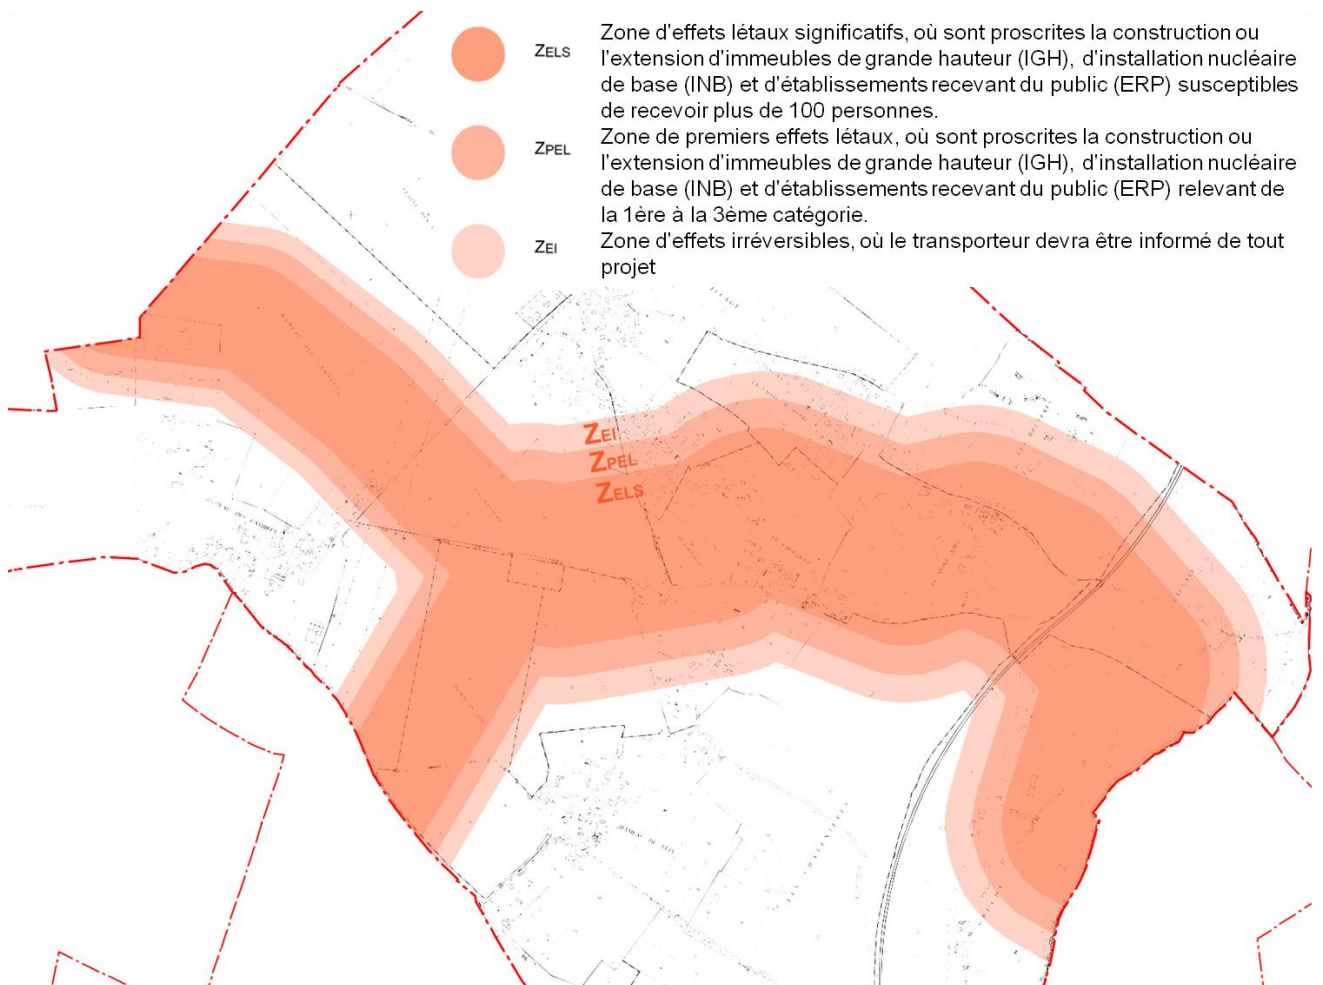 ZELS
Zone d'effets létaux significatifs, où sont proscrites la construction ou
l'extension d'immeubles de grande hauteur (IGH), d'installation nucléaire
de base (INB) et d'établissements recevant du public (ERP) susceptibles
de recevoir plus de 100 personnes.
ZPEL
Zone de premiers effets létaux, où sont proscrites la construction ou
l'extension d'immeubles de grande hauteur (IGH), d'installation nucléaire
de base (INB) et d'établissements recevant du public (ERP) relevant de
la 1ère à la 3ème catégorie.
ZEI
Zone d'effets irréversibles, où le transporteur devra être informé de tout
projet
ZEI
ZPEL
ZELS